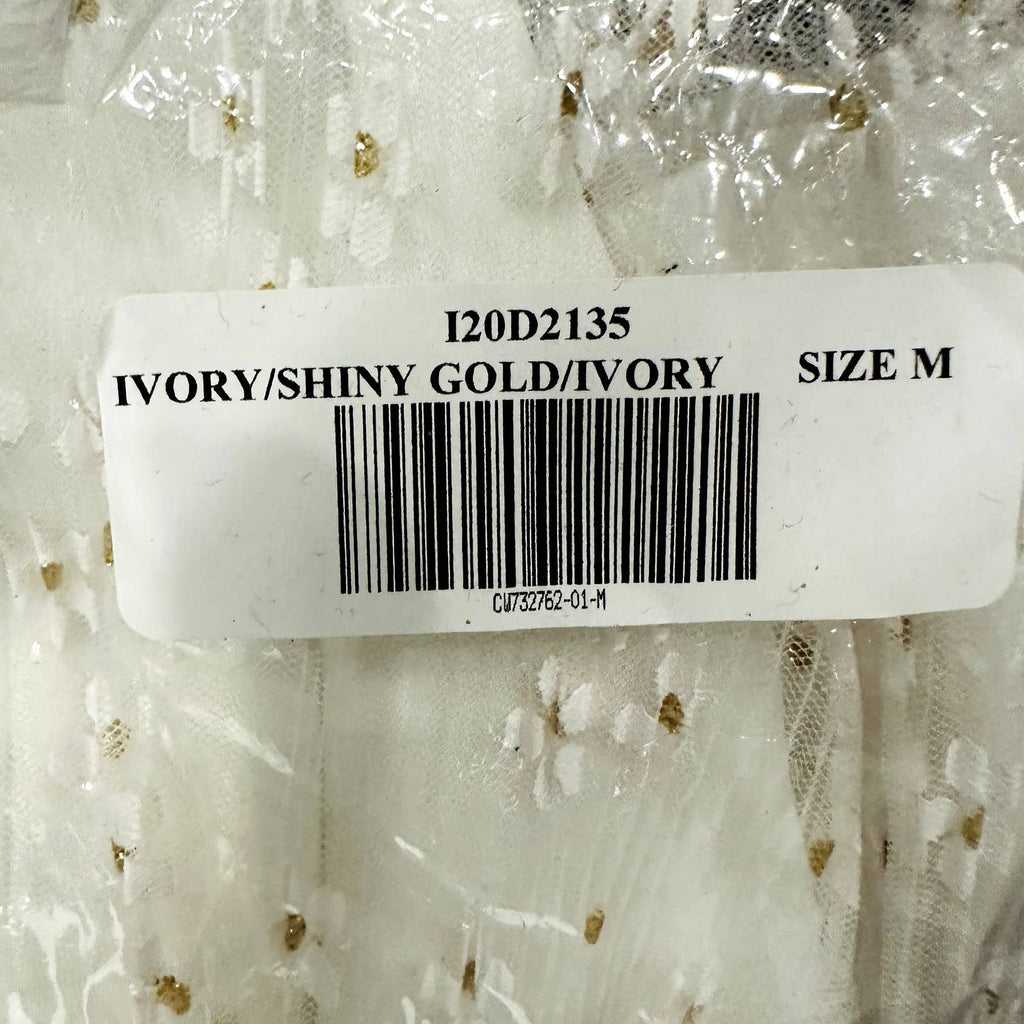 I20D2135
IVORY/SHINY GOLD/IVORY SIZE M
CW732762-01-M